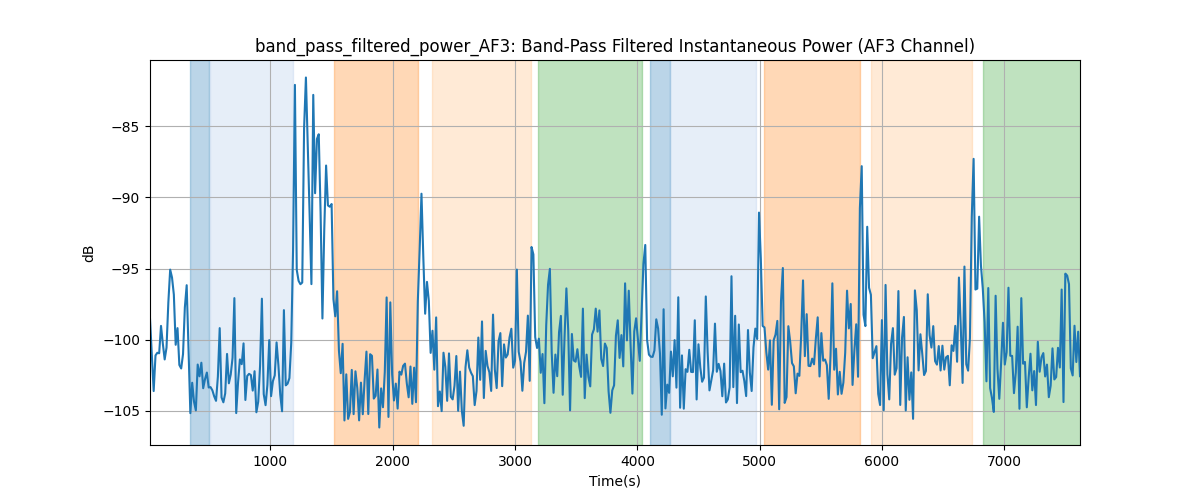 band_pass_filtered_power_AF3: Band-Pass Filtered Instantaneous Power (AF3 Channel)
−85
−90
−95
−100
−105
dB
1000 2000 3000 4000 5000 6000 7000
Time(s)